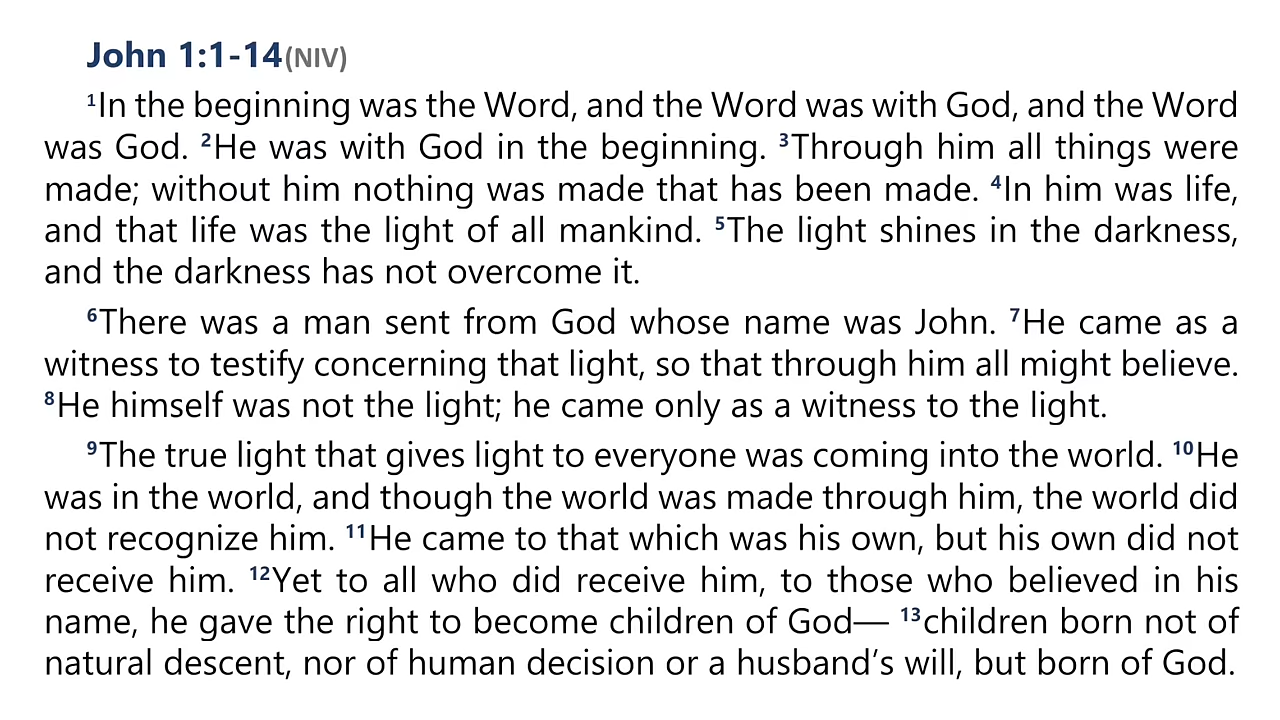 John 1:1-14(NIV)
¹In the beginning was the Word, and the Word was with God, and the Word
was God. ²He was with God in the beginning. ³Through him all things were
made; without him nothing was made that has been made. ⁴In him was life,
and that life was the light of all mankind. ⁵The light shines in the darkness,
and the darkness has not overcome it.
⁶There was a man sent from God whose name was John. ⁷He came as a
witness to testify concerning that light, so that through him all might believe.
⁸He himself was not the light; he came only as a witness to the light.
⁹The true light that gives light to everyone was coming into the world. ¹⁰He
was in the world, and though the world was made through him, the world did
not recognize him. ¹¹He came to that which was his own, but his own did not
receive him. ¹²Yet to all who did receive him, to those who believed in his
name, he gave the right to become children of God— ¹³children born not of
natural descent, nor of human decision or a husband’s will, but born of God.